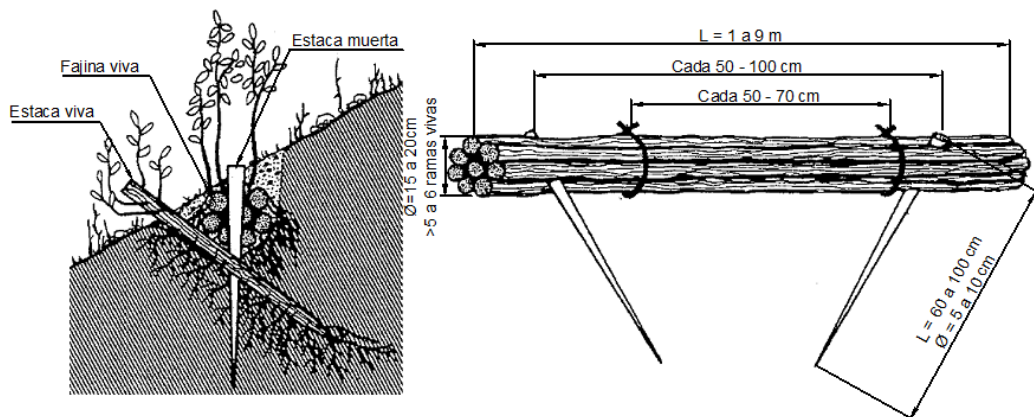 Estaca muerta
Fajina viva
Estaca viva
L = 1 a 9 m
Cada 50 - 100 cm
Cada 50 - 70 cm
Ø=15 a 20cm
>5 a 6 ramas vivas
L = 60 a 100 cm
Ø = 5 a 10 cm